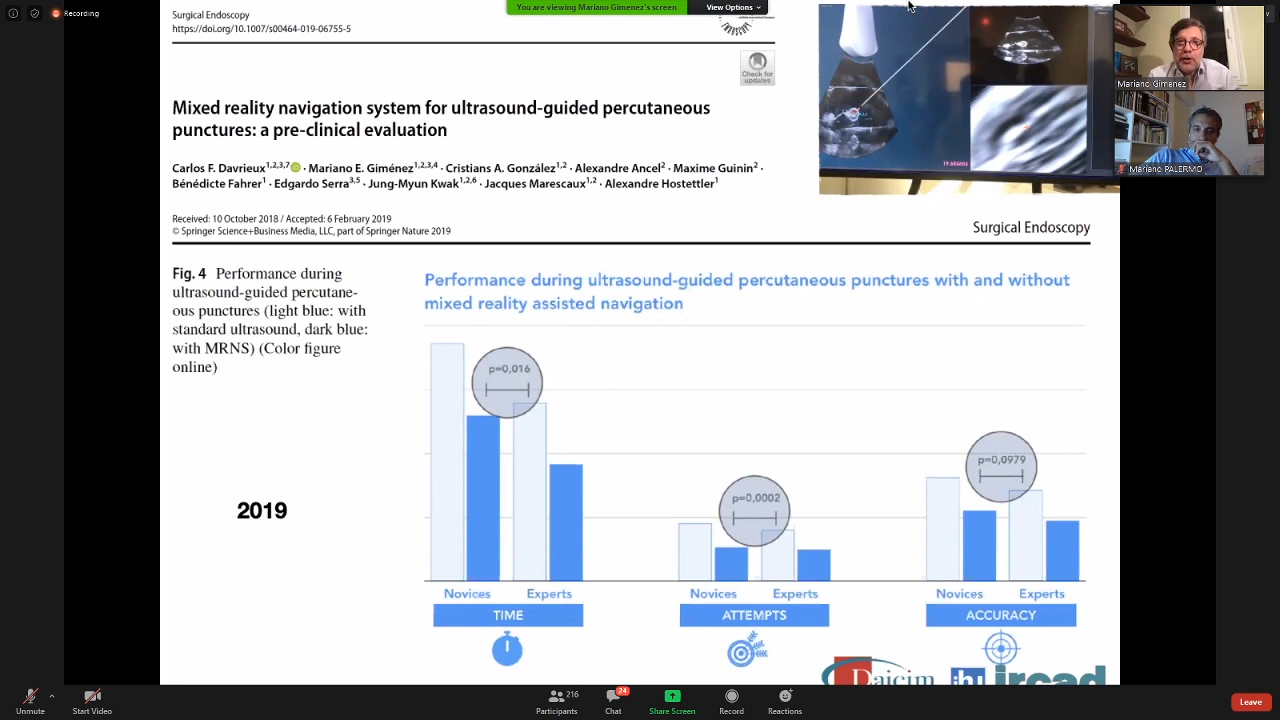 Recording
You are viewing Mariano Gimenez's screen
View Options
Surgical Endoscopy
https://doi.org/10.1007/s00464-019-06755-5
Check for
updates
Mixed reality navigation system for ultrasound-guided percutaneous
punctures: a pre-clinical evaluation
Carlos F. Davrieux1,2,3,7 · Mariano E. Giménez1,2,3,4 · Cristians A. González1,2 · Alexandre Ancel2 · Maxime Guinin2 ·
Bénédicte Fahrer1 · Edgardo Serra3,5 · Jung-Myun Kwak1,2,6 · Jacques Marescaux1,2 · Alexandre Hostettler1
Received: 10 October 2018 / Accepted: 6 February 2019
© Springer Science+Business Media, LLC, part of Springer Nature 2019
Surgical Endoscopy
Mariano Gimenez
Mariano PALERMO
Fig. 4 Performance during
ultrasound-guided percutane-
ous punctures (light blue: with
standard ultrasound, dark blue:
with MRNS) (Color figure
online)
2019
Performance during ultrasound-guided percutaneous punctures with and without
mixed reality assisted navigation
p=0,016
p=0,0002
p=0,0979
Novices Experts
TIME
Novices Experts
ATTEMPTS
Novices Experts
ACCURACY
Daicim
ihu
ircad
Unmute
Start Video
216
Participants
24
Chat
Share Screen
Record
Reactions
Leave